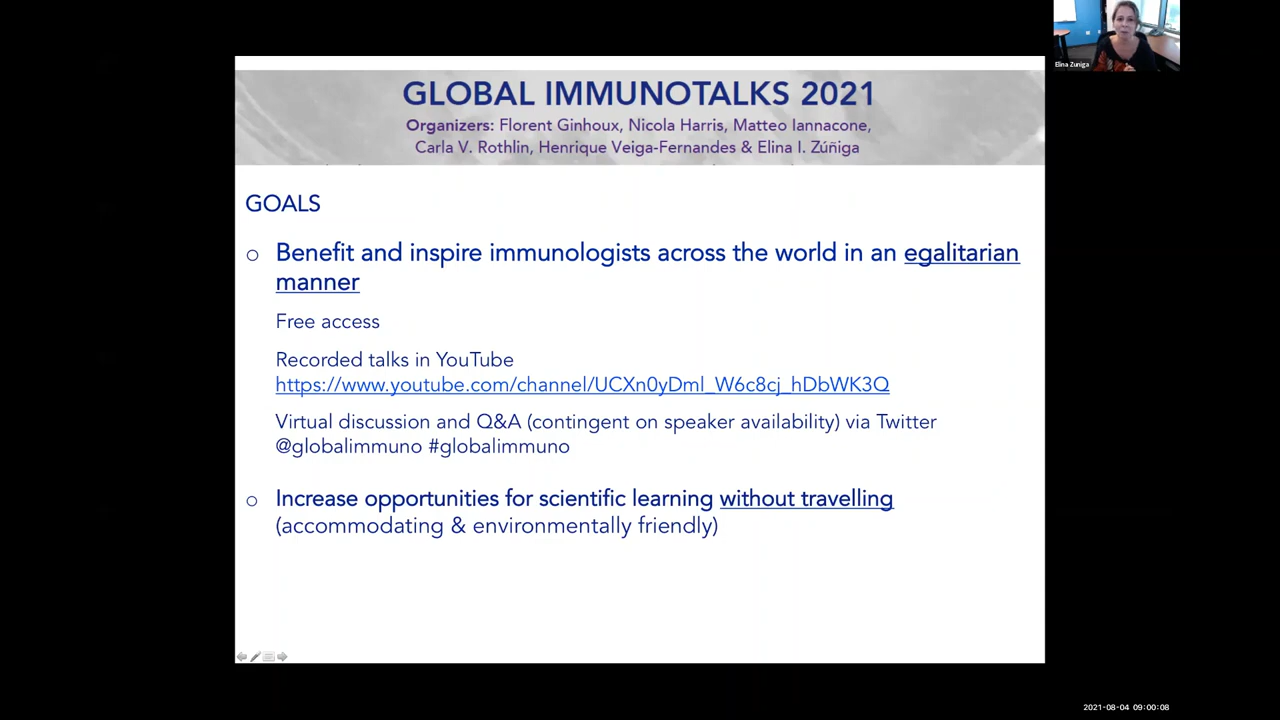 Elina Zuniga
GLOBAL IMMUNOTALKS 2021
Organizers: Florent Ginhoux, Nicola Harris, Matteo Iannacone,
Carla V. Rothlin, Henrique Veiga-Fernandes & Elina I. Zúñiga
GOALS
o Benefit and inspire immunologists across the world in an egalitarian
manner
Free access
Recorded talks in YouTube
https://www.youtube.com/channel/UCXn0yDml_W6c8cj_hDbWK3Q
Virtual discussion and Q&A (contingent on speaker availability) via Twitter
@globalimmuno #globalimmuno
o Increase opportunities for scientific learning without travelling
(accommodating & environmentally friendly)
2021-08-04 09:00:08